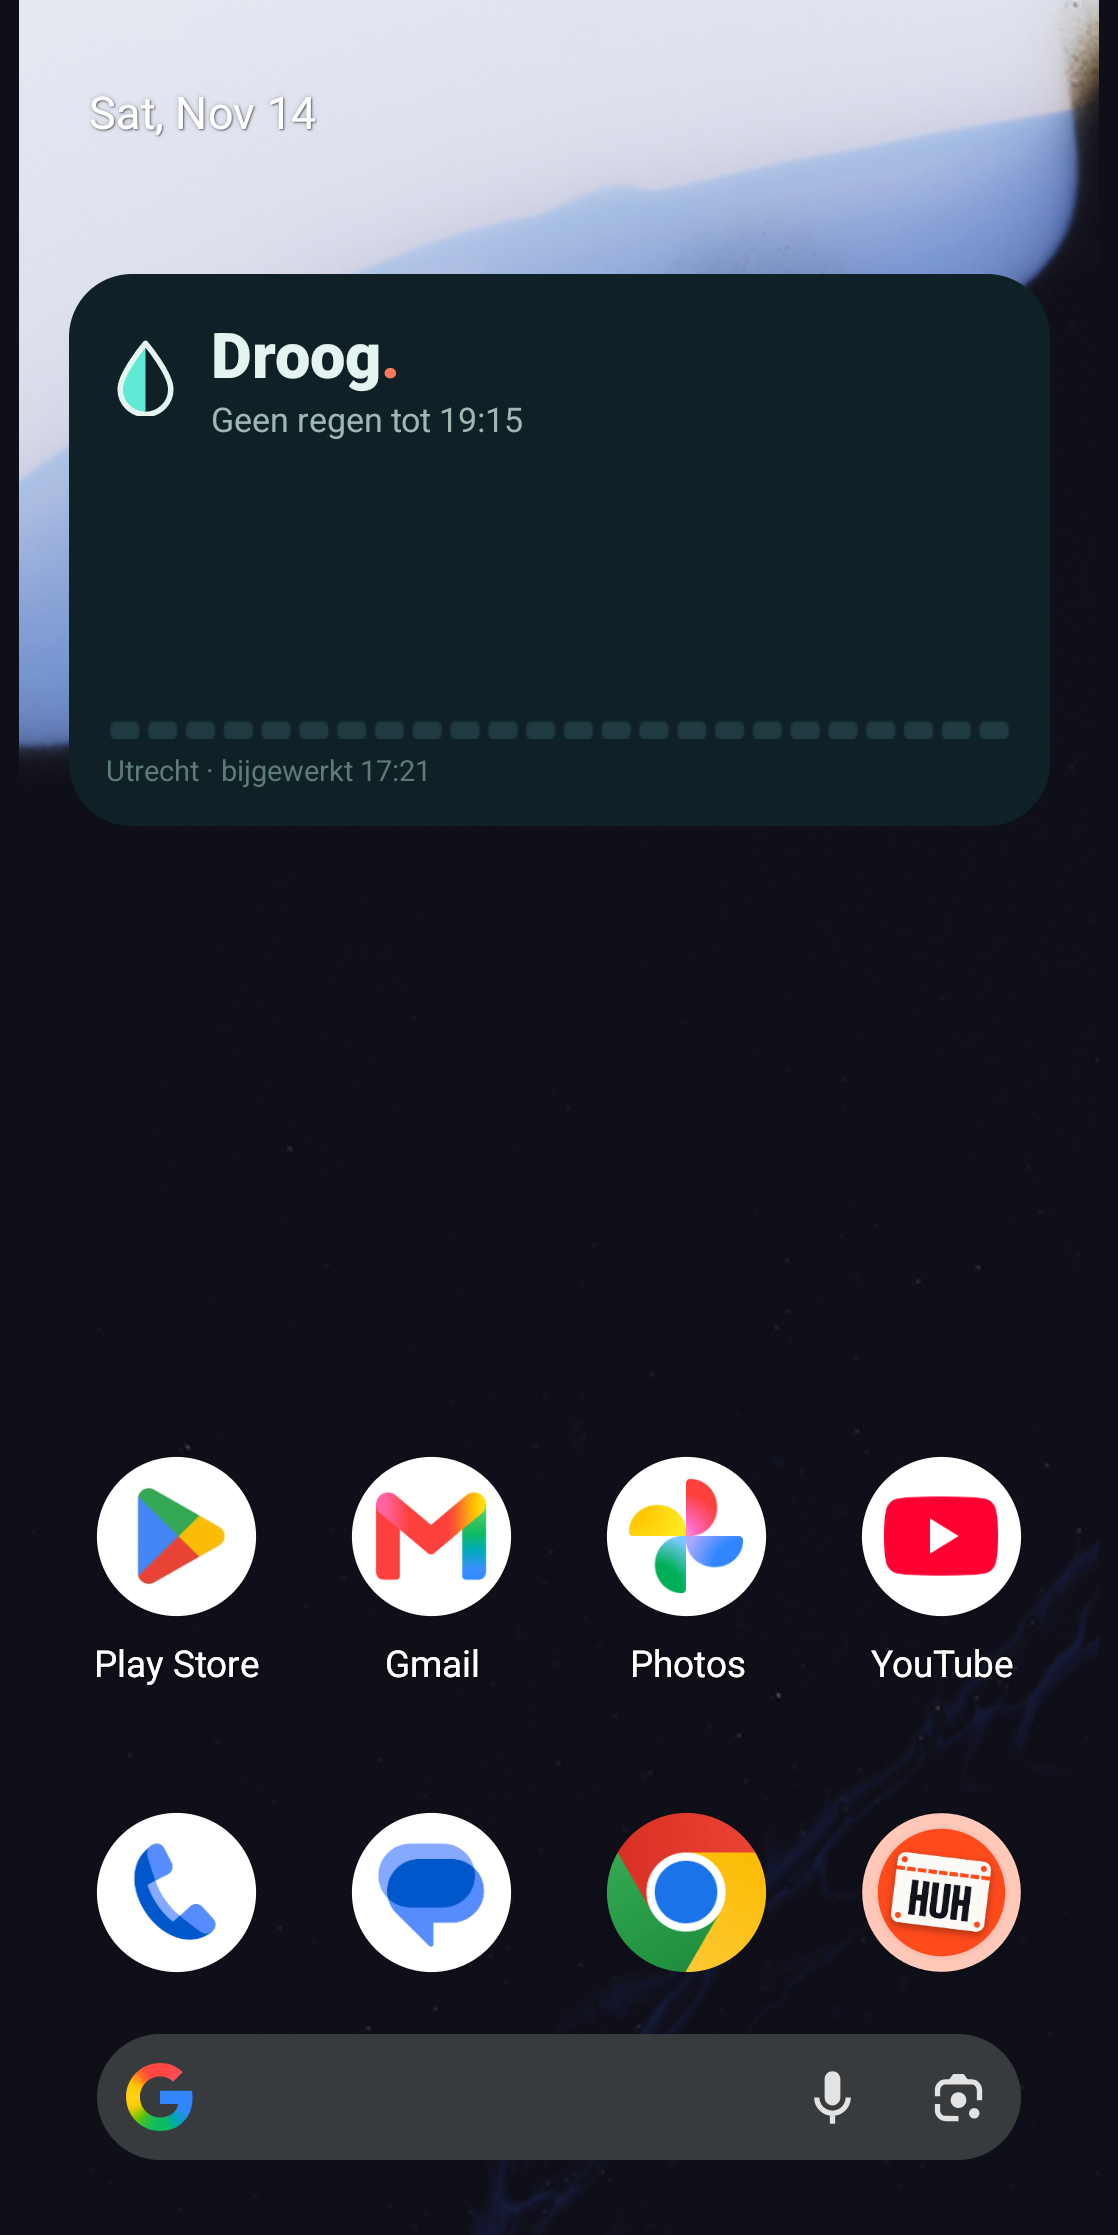 Sat, Nov 14
Droog.
Geen regen tot 19:15
Utrecht · bijgewerkt 17:21
Play Store
Gmail
Photos
YouTube
HUH